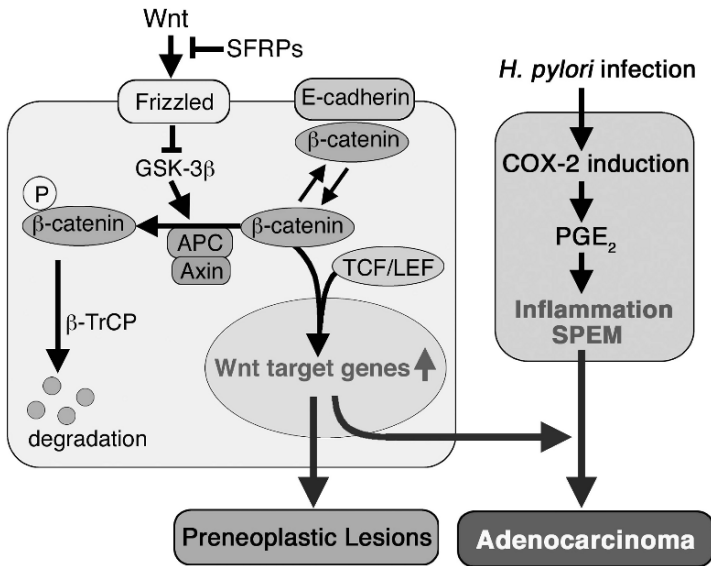 Wnt
SFRPs
Frizzled
E-cadherin
β-catenin
GSK-3β
P
β-catenin
β-catenin
APC
Axin
TCF/LEF
β-TrCP
Wnt target genes
degradation
Preneoplastic Lesions
H. pylori infection
COX-2 induction
PGE₂
Inflammation
SPEM
Adenocarcinoma